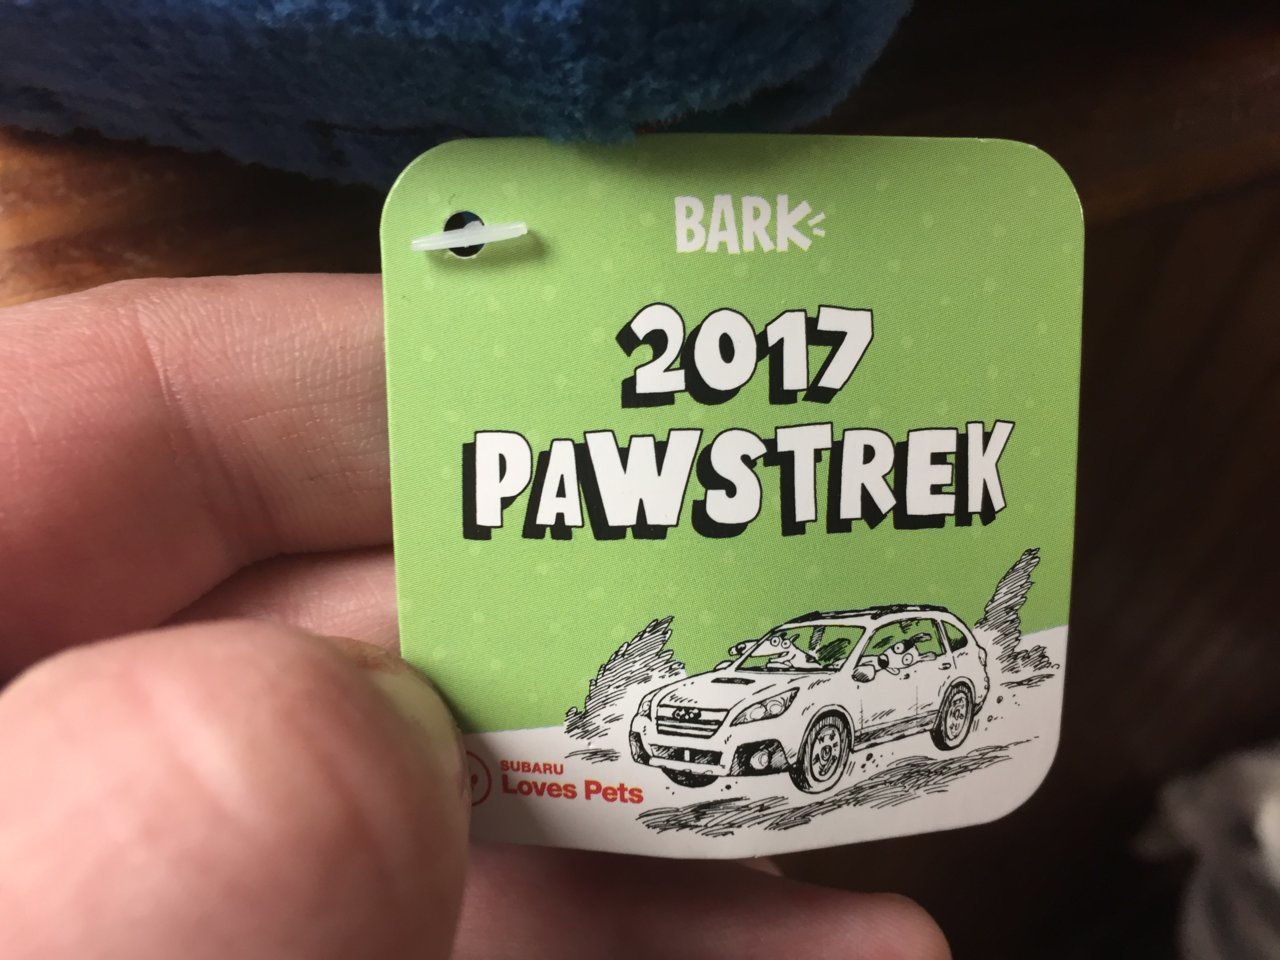 BARK
2017
PAWSTREK
SUBARU
Loves Pets